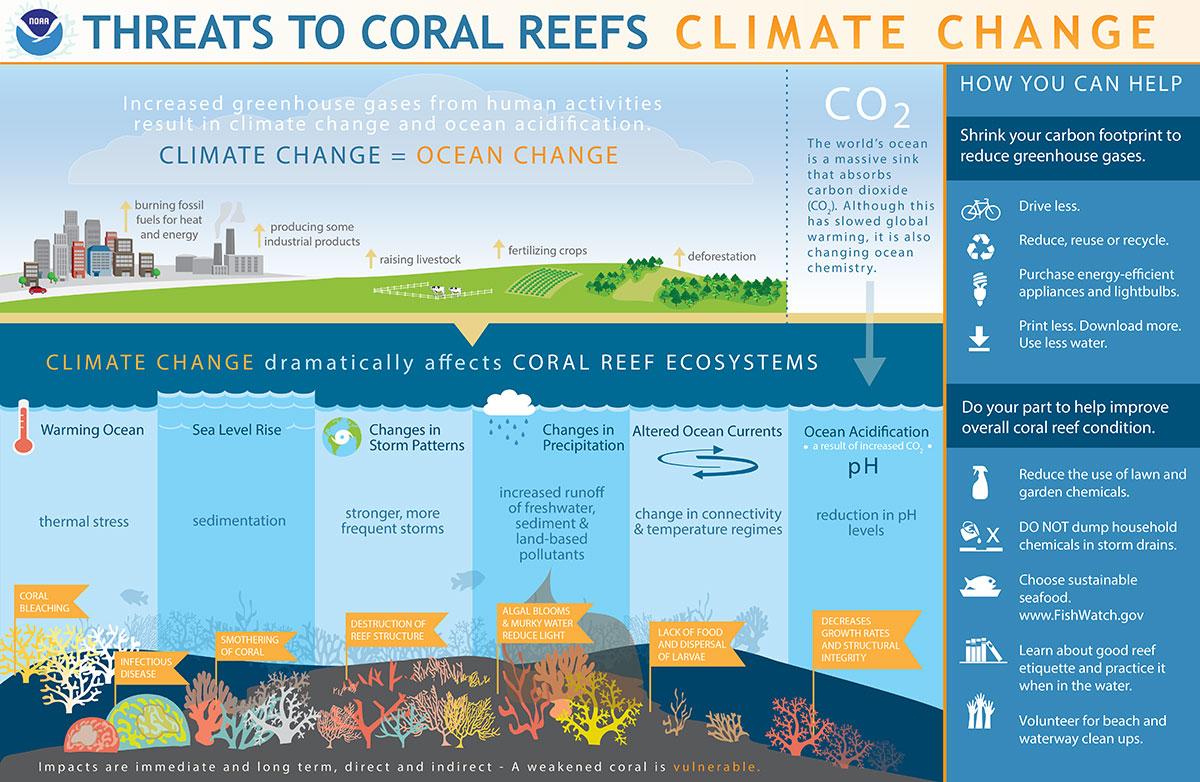 NOAA
THREATS TO CORAL REEFS CLIMATE CHANGE
Increased greenhouse gases from human activities
result in climate change and ocean acidification.
CLIMATE CHANGE = OCEAN CHANGE
burning fossil
fuels for heat
and energy
producing some
industrial products
raising livestock
fertilizing crops
deforestation
CO₂
The world's ocean
is a massive sink
that absorbs
carbon dioxide
(CO₂). Although this
has slowed global
warming, it is also
changing ocean
chemistry.
CLIMATE CHANGE dramatically affects CORAL REEF ECOSYSTEMS
Warming Ocean
thermal stress
CORAL
BLEACHING
INFECTIOUS
DISEASE
Sea Level Rise
sedimentation
SMOTHERING
OF CORAL
Changes in
Storm Patterns
stronger, more
frequent storms
DESTRUCTION OF
REEF STRUCTURE
Changes in
Precipitation
increased runoff
of freshwater,
sediment &
land-based
pollutants
ALGAL BLOOMS
& MURKY WATER
REDUCE LIGHT
Altered Ocean Currents
change in connectivity
& temperature regimes
LACK OF FOOD
AND DISPERSAL
OF LARVAE
Ocean Acidification
• a result of increased CO₂ •
pH
reduction in pH
levels
DECREASES
GROWTH RATES
AND STRUCTURAL
INTEGRITY
Impacts are immediate and long term, direct and indirect - A weakened coral is vulnerable.
HOW YOU CAN HELP
Shrink your carbon footprint to
reduce greenhouse gases.
Drive less.
Reduce, reuse or recycle.
Purchase energy-efficient
appliances and lightbulbs.
Print less. Download more.
Use less water.
Do your part to help improve
overall coral reef condition.
Reduce the use of lawn and
garden chemicals.
X
DO NOT dump household
chemicals in storm drains.
Choose sustainable
seafood.
www.FishWatch.gov
Learn about good reef
etiquette and practice it
when in the water.
Volunteer for beach and
waterway clean ups.